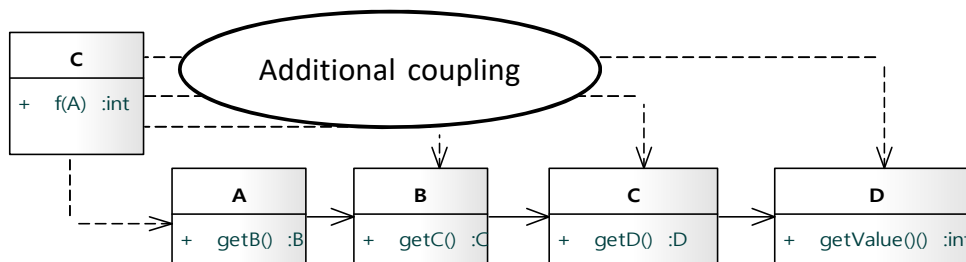 C
+ f(A) :int
Additional coupling
A
+ getB() :B
B
+ getC() :C
C
+ getD() :D
D
+ getValue()() :int